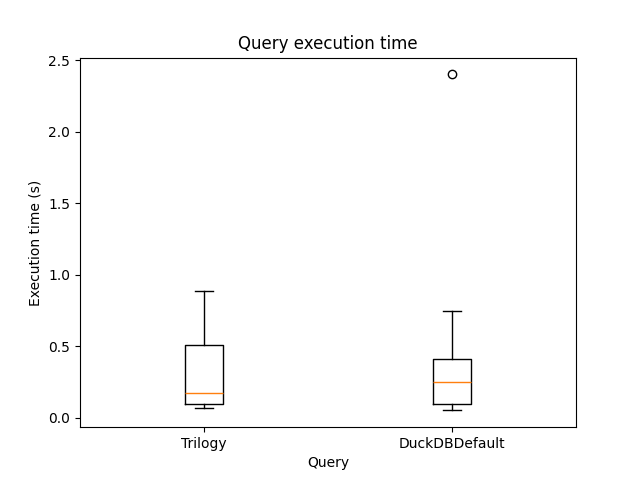 Query execution time
2.5
2.0
1.5
1.0
0.5
0.0
Execution time (s)
Trilogy
DuckDBDefault
Query